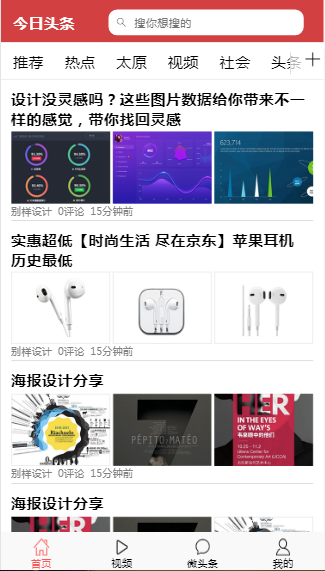 今日头条
搜你想搜的
推荐 热点 太原 视频 社会 头条
设计没灵感吗？这些图片数据给你带来不一
样的感觉，带你找回灵感
623,714
别样设计 0评论 15分钟前
实惠超低【时尚生活 尽在京东】苹果耳机
历史最低
别样设计 0评论 15分钟前
海报设计分享
PÉPITO MATÉO
HER
IN THE EYES
OF WAY'S
别样设计 0评论 15分钟前
海报设计分享
HER
首页 视频 微头条 我的